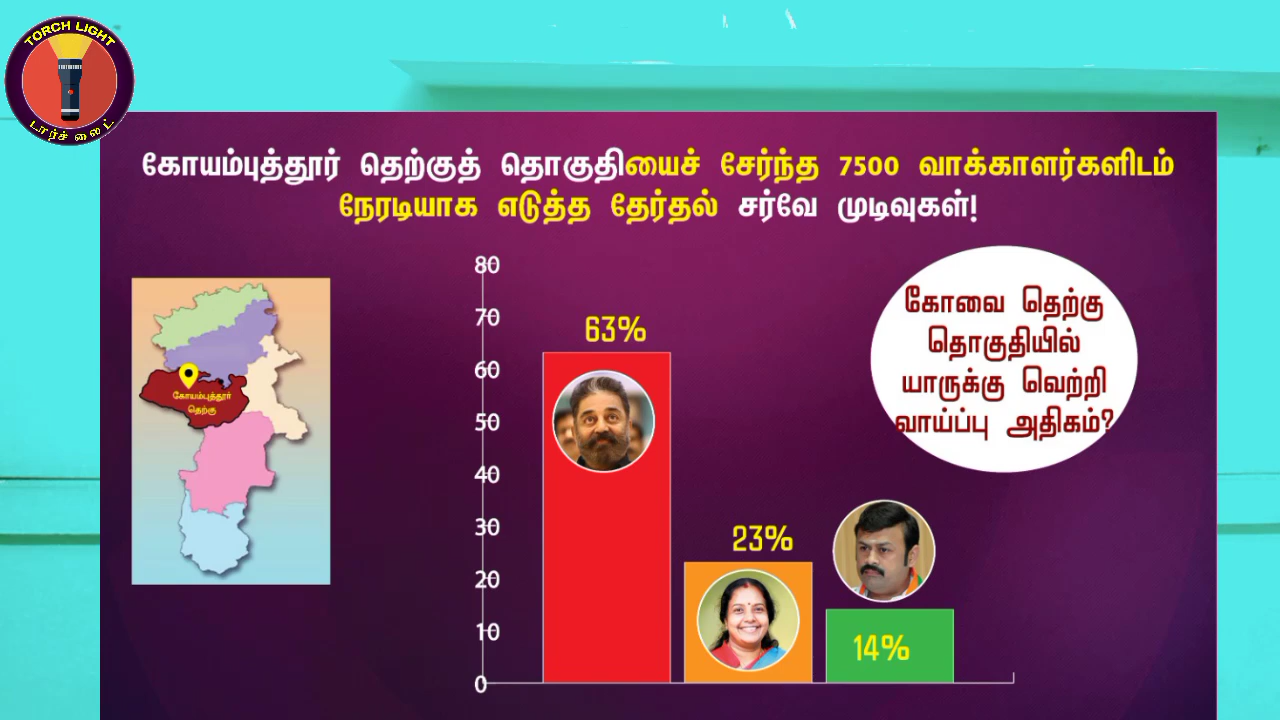 TORCH LIGHT
டார்ச் லைட்
கோயம்புத்தூர் தெற்குத் தொகுதியைச் சேர்ந்த 7500 வாக்காளர்களிடம்
நேரடியாக எடுத்த தேர்தல் சர்வே முடிவுகள்!
கோயம்புத்தூர்
தெற்கு
80
70
60
50
40
30
20
10
0
63%
23%
14%
கோவை தெற்கு
தொகுதியில்
யாருக்கு வெற்றி
வாய்ப்பு அதிகம்?